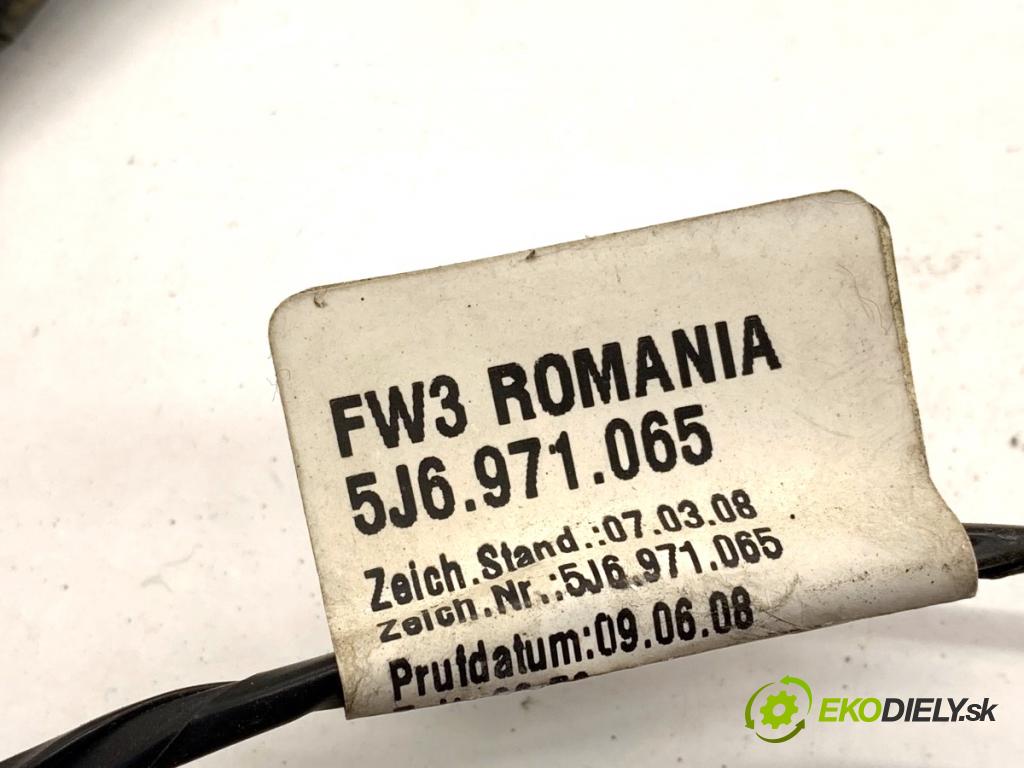 FW3 ROMANIA
5J6.971.065
Zeich.Stand.:07.03.08
Zeich.Nr.:5J6.971.065
Prufdatum:09.06.08
EKODIELY.sk